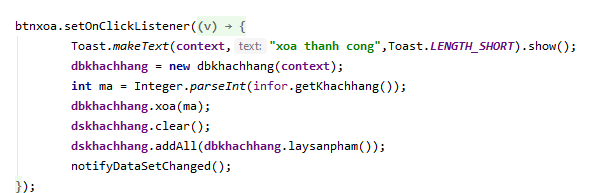 btnxoa.setOnClickListener((v) → {
Toast.makeText(context, text: "xoa thanh cong",Toast.LENGTH_SHORT).show();
dbkhachhang = new dbkhachhang(context);
int ma = Integer.parseInt(infor.getKhachhang());
dbkhachhang.xoa(ma);
dskhachhang.clear();
dskhachhang.addAll(dbkhachhang.laysanpham());
notifyDataSetChanged();
});